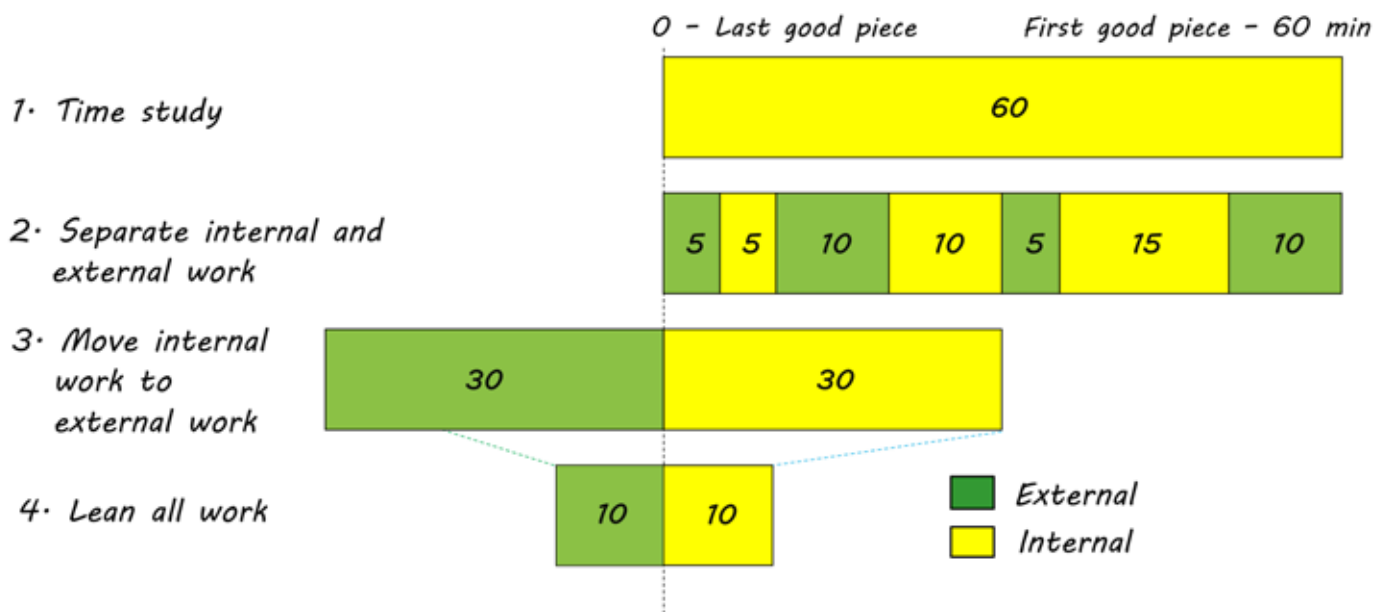 0 - Last good piece
First good piece - 60 min
1. Time study
60
2. Separate internal and
external work
5
5
10
10
5
15
10
3. Move internal
work to
external work
30
30
4. Lean all work
10
10
External
Internal